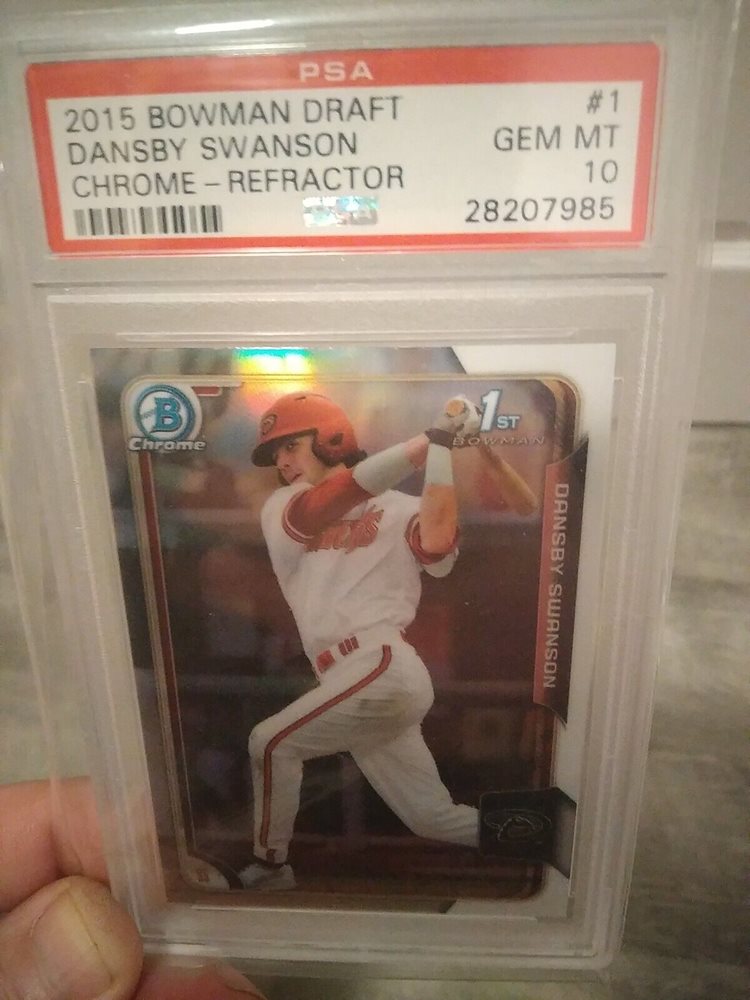 PSA
2015 BOWMAN DRAFT #1
DANSBY SWANSON GEM MT
CHROME - REFRACTOR 10
28207985
B
Chrome
1ST
BOWMAN
DANSBY SWANSON